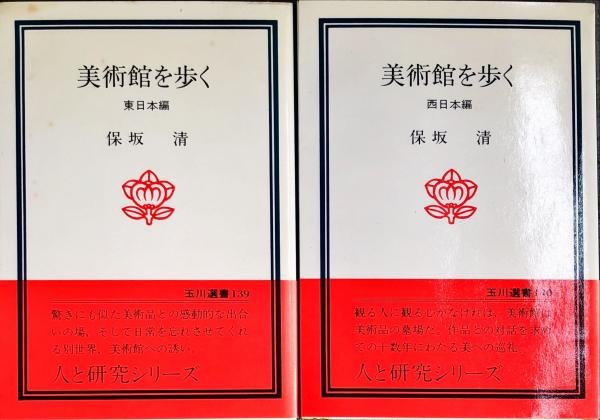 美術館を歩く
東日本編
保坂 清
玉川選書139
驚きにも似た美術品との感動的な出合
いの場，そして日常を忘れさせてくれ
る別世界，美術館への誘い。
人と研究シリーズ
美術館を歩く
西日本編
保坂 清
玉川選書140
観る人に観る心がなければ，美術館は
美術品の墓場だ。作品との対話を求め
ての十数年にわたる美への巡礼。
人と研究シリーズ